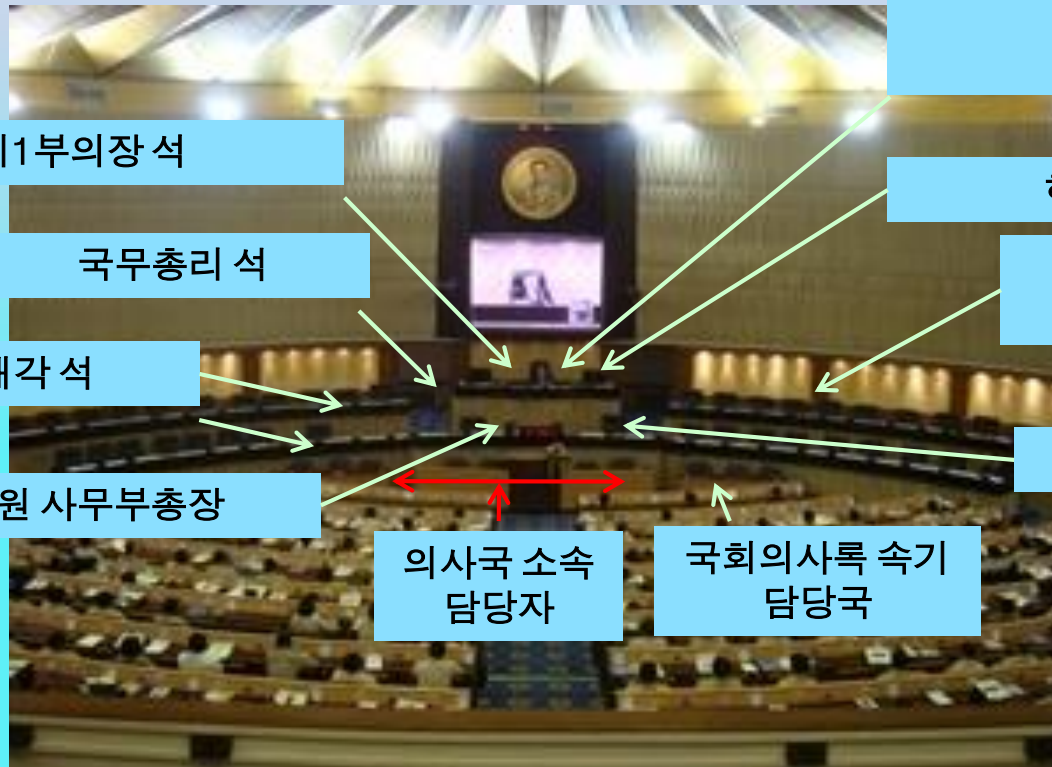 1부의장 석
국무총리 석
각 석
원 사무부총장
의사국 소속
담당자
국회의사록 속기
담당국